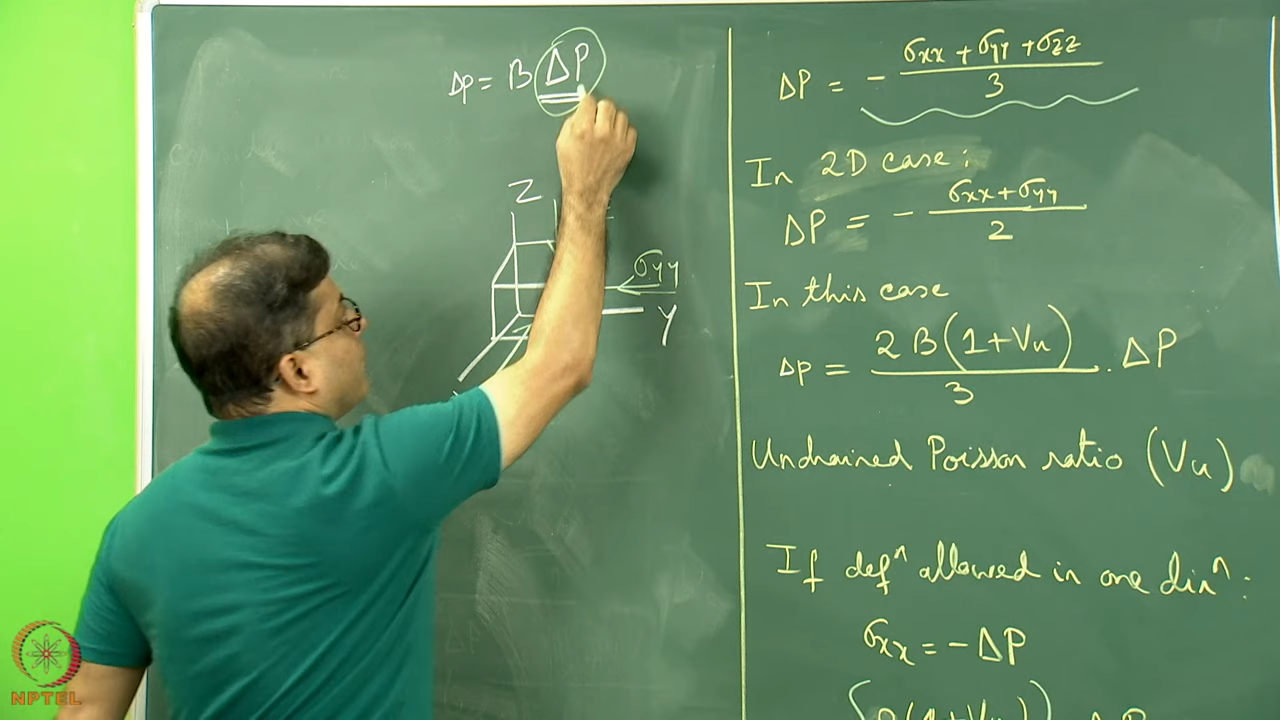 Δp = B ΔP
Z
σyy
Y
ΔP = - σxx + σyy + σzz / 3
In 2D case:
ΔP = - σxx + σyy / 2
In this case
Δp = 2B(1+Vu) / 3 . ΔP
Undrained Poisson ratio (Vu)
If defⁿ allowed in one dirⁿ:
σxx = -ΔP
NPTEL